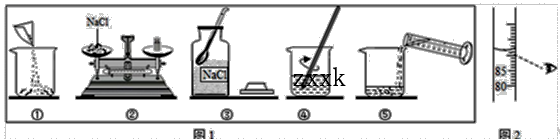 NaCl
NaCl
zxxk
85
80
① ② ③ ④ ⑤
图1
图2